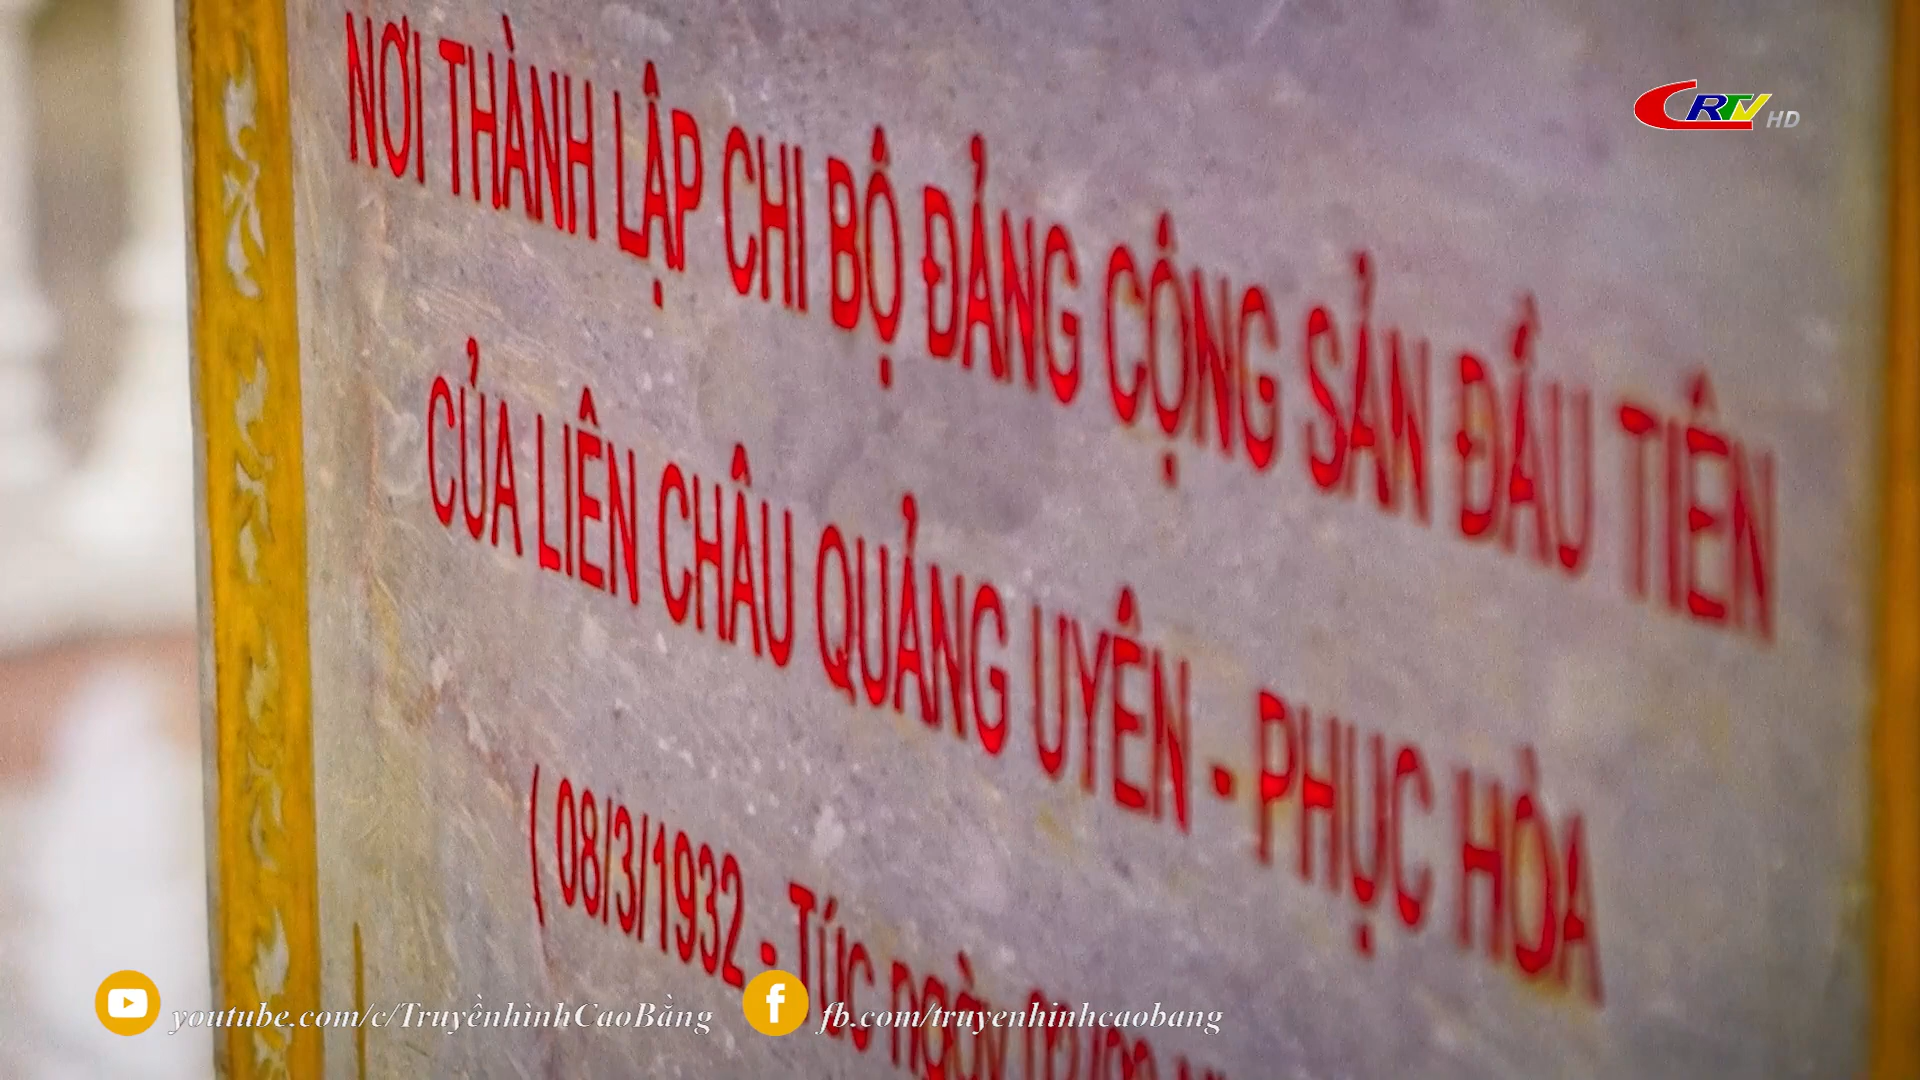 NƠI THÀNH LẬP CHI BỘ ĐẢNG CỘNG SẢN ĐẦU TIÊN
CỦA LIÊN CHÂU QUẢNG UYÊN - PHỤC HÒA
( 08/3/1932 - TỨC NGÀY
CRTV HD
youtube.com/c/TruyềnhìnhCaoBằng
fb.com/truyenhinhcaobang